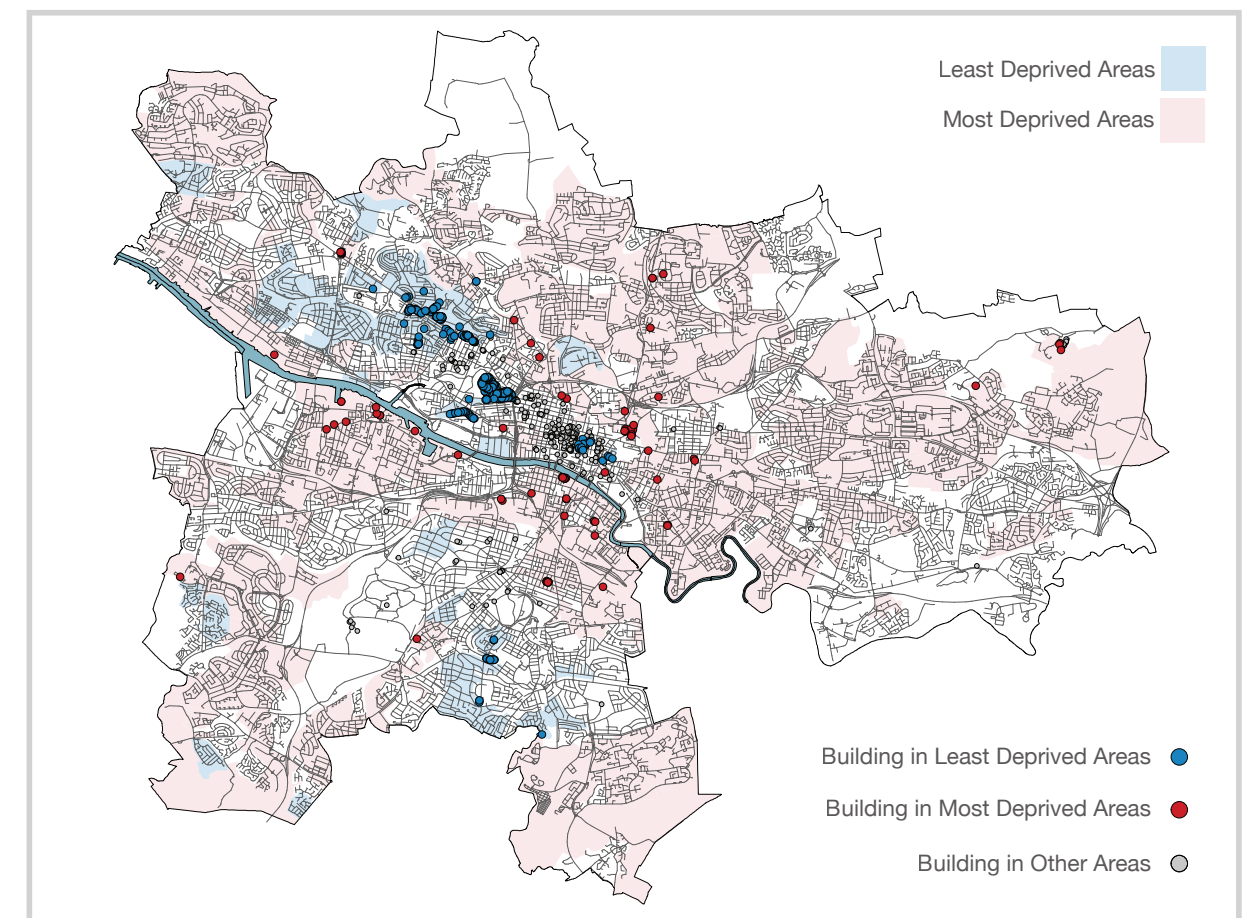 Least Deprived Areas
Most Deprived Areas
Building in Least Deprived Areas
Building in Most Deprived Areas
Building in Other Areas